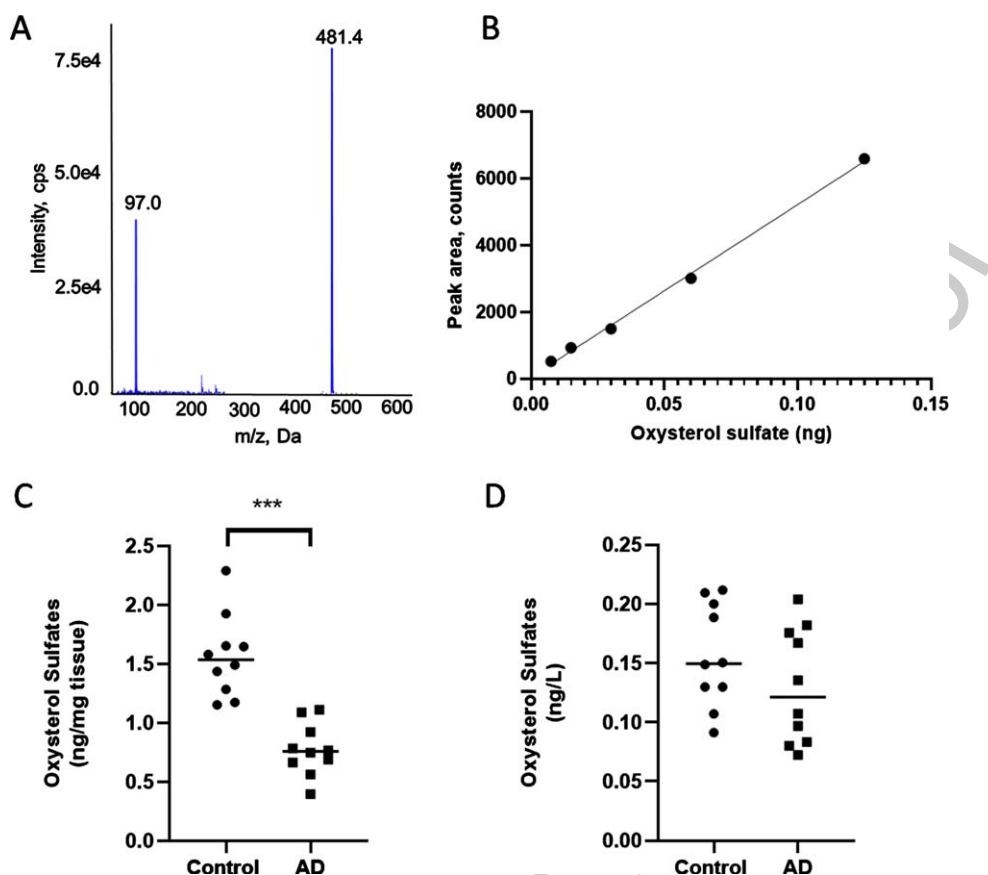 A
7.5e4
5.0e4
2.5e4
0.0
Intensity, cps
97.0
481.4
100 200 300 400 500 600
m/z, Da
B
8000
6000
4000
2000
0
Peak area, counts
0.00 0.05 0.10 0.15
Oxysterol sulfate (ng)
C
***
2.5
2.0
1.5
1.0
0.5
0.0
Oxysterol Sulfates
(ng/mg tissue)
Control AD
D
0.25
0.20
0.15
0.10
0.05
0.00
Oxysterol Sulfates
(ng/L)
Control AD